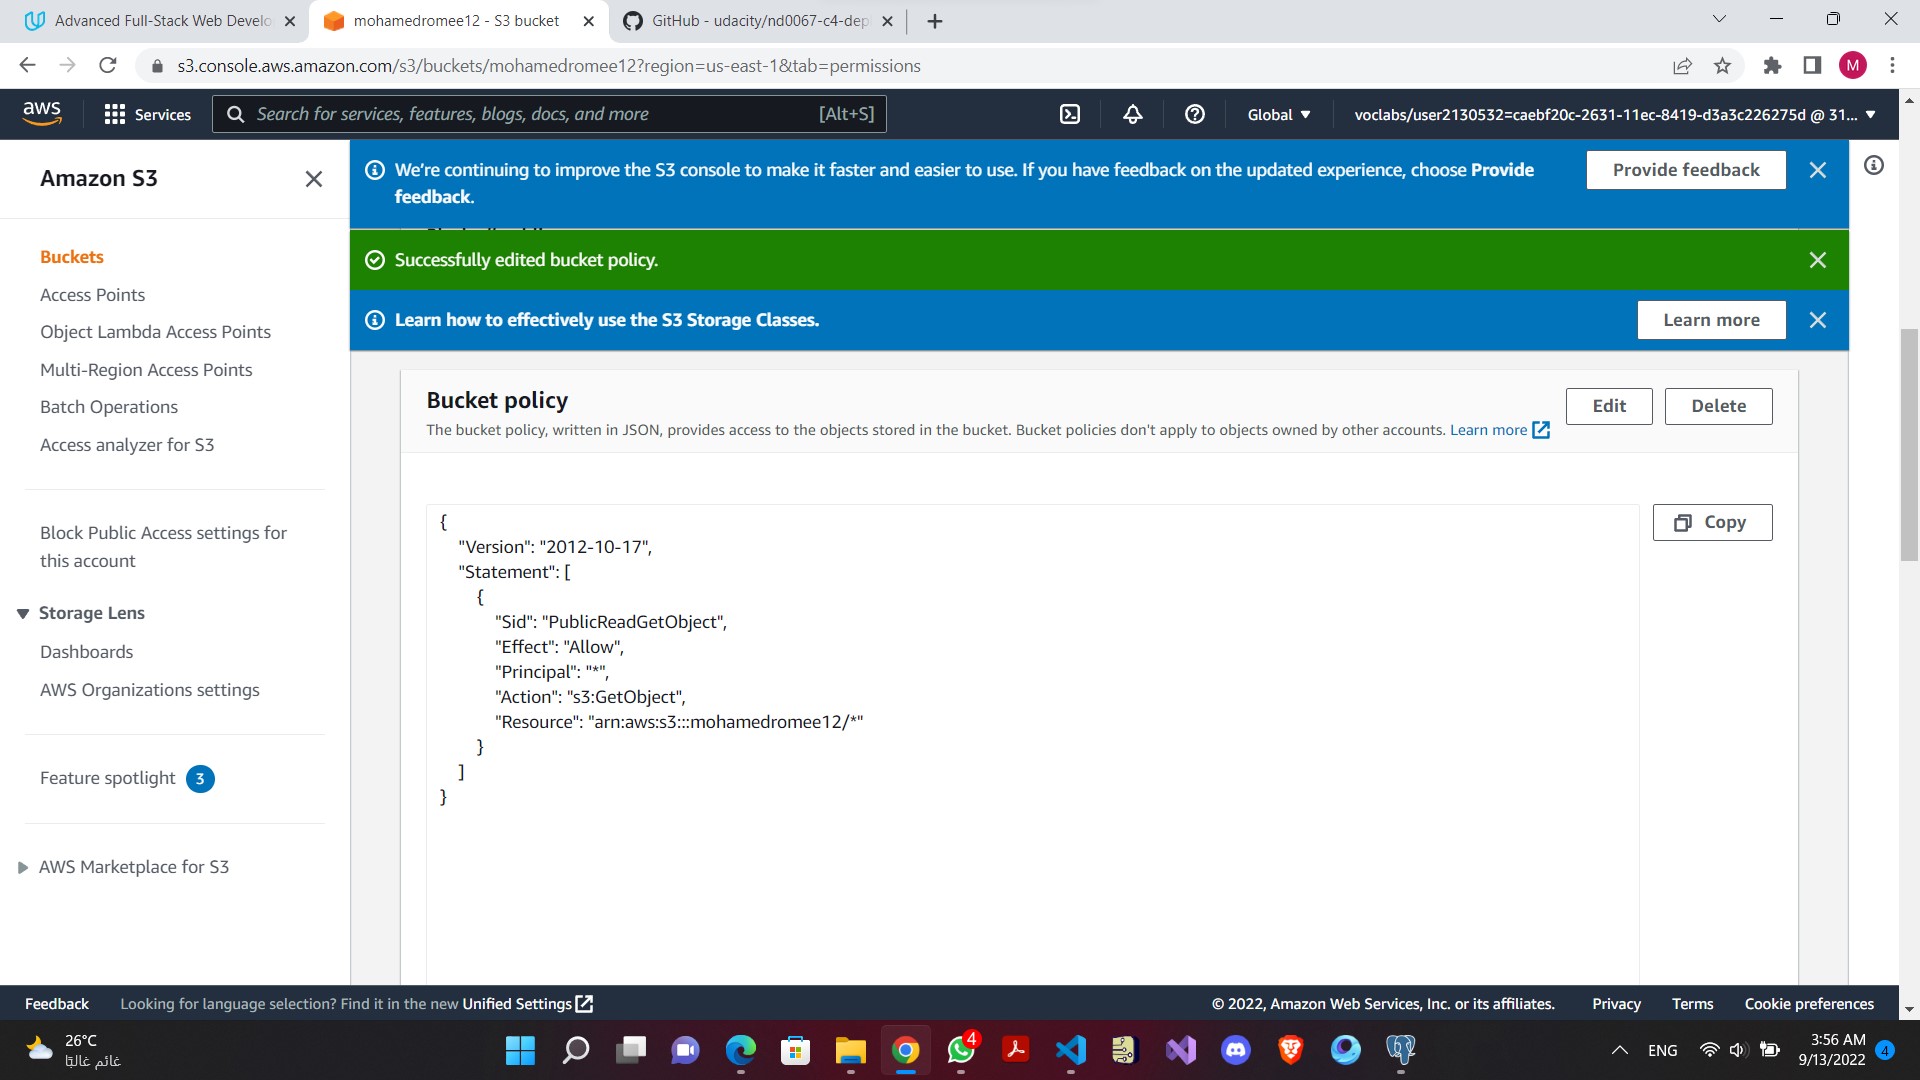 Advanced Full-Stack Web Develo
mohamedromee12 - S3 bucket
GitHub - udacity/nd0067-c4-dep
s3.console.aws.amazon.com/s3/buckets/mohamedromee12?region=us-east-1&tab=permissions
M
aws
Services
Search for services, features, blogs, docs, and more
[Alt+S]
Global
voclabs/user2130532=caebf20c-2631-11ec-8419-d3a3c226275d @ 31...
Amazon S3
Buckets
Access Points
Object Lambda Access Points
Multi-Region Access Points
Batch Operations
Access analyzer for S3
Block Public Access settings for
this account
Storage Lens
Dashboards
AWS Organizations settings
Feature spotlight 3
AWS Marketplace for S3
We're continuing to improve the S3 console to make it faster and easier to use. If you have feedback on the updated experience, choose Provide
feedback.
Provide feedback
Successfully edited bucket policy.
Learn how to effectively use the S3 Storage Classes.
Learn more
Bucket policy
The bucket policy, written in JSON, provides access to the objects stored in the bucket. Bucket policies don't apply to objects owned by other accounts. Learn more
Edit
Delete
Copy
{
"Version": "2012-10-17",
"Statement": [
{
"Sid": "PublicReadGetObject",
"Effect": "Allow",
"Principal": "*",
"Action": "s3:GetObject",
"Resource": "arn:aws:s3:::mohamedromee12/*"
}
]
}
Feedback
Looking for language selection? Find it in the new Unified Settings
© 2022, Amazon Web Services, Inc. or its affiliates.
Privacy
Terms
Cookie preferences
26°C
غائم غالبًا
4
ENG
3:56 AM
9/13/2022
4